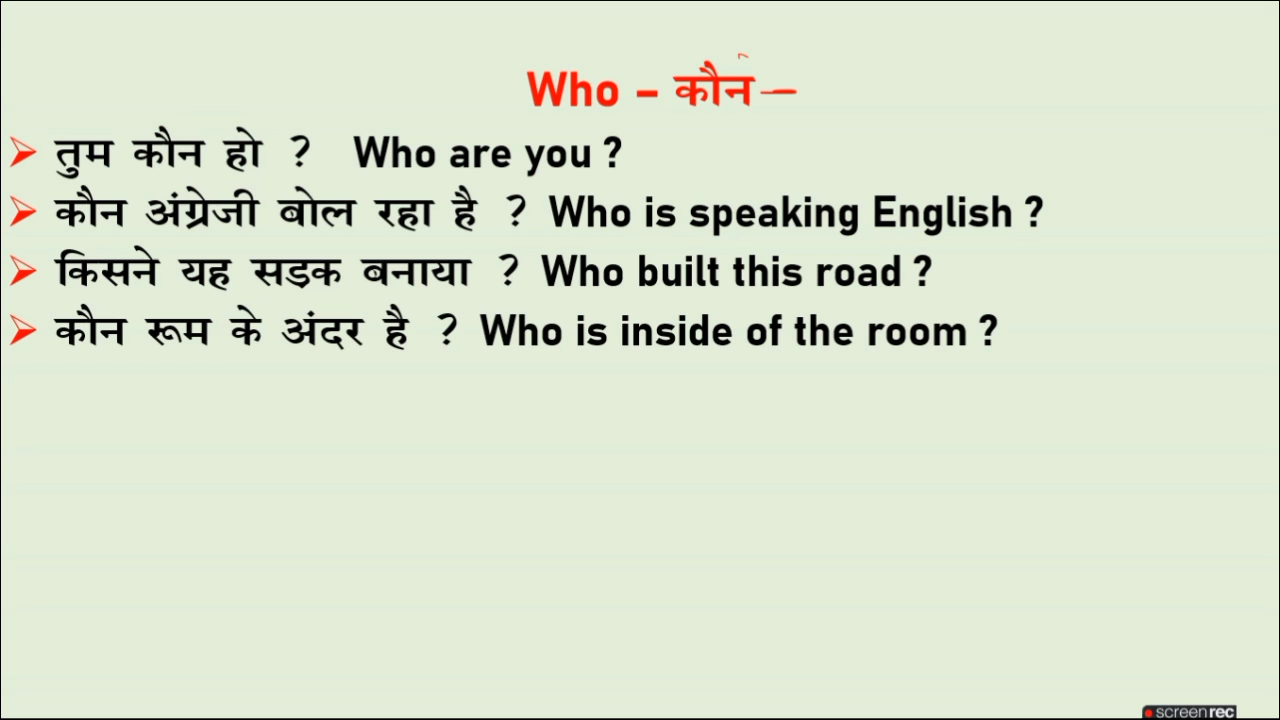 Who – कौन –
➢ तुम कौन हो ? Who are you ?
➢ कौन अंग्रेजी बोल रहा है ? Who is speaking English ?
➢ किसने यह सड़क बनाया ? Who built this road ?
➢ कौन रूम के अंदर है ? Who is inside of the room ?
screenrec